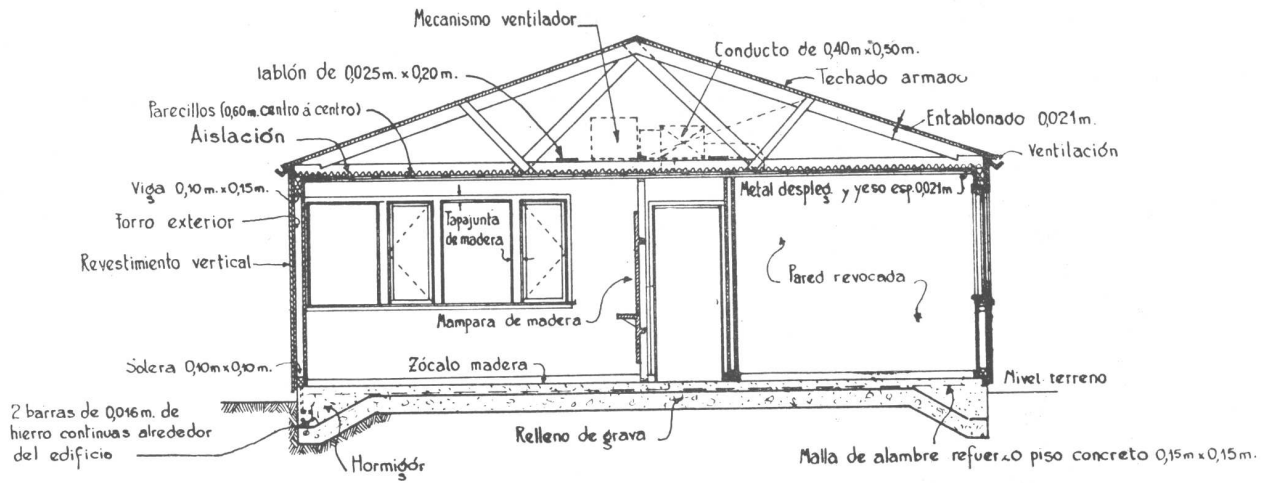 Mecanismo ventilador
Conducto de 0,40m x 0,50m.
Tablón de 0,025m. x 0,20m.
Techado armado
Parecillos (0,60m. centro á centro)
Entablonado 0,021m.
Aislación
Ventilación
Viga 0,10m. x 0,15m.
Metal despleg. y yeso esp. 0,021m
Forro exterior
Tapajunta
de madera
Revestimiento vertical
Pared revocada
Mampara de madera
Solera 0,10m x 0,10m.
Zócalo madera
Nivel terreno
2 barras de 0,016m. de
hierro continuas alrededor
del edificio
Relleno de grava
Hormigór
Malla de alambre refuerzo piso concreto 0,15m x 0,15m.